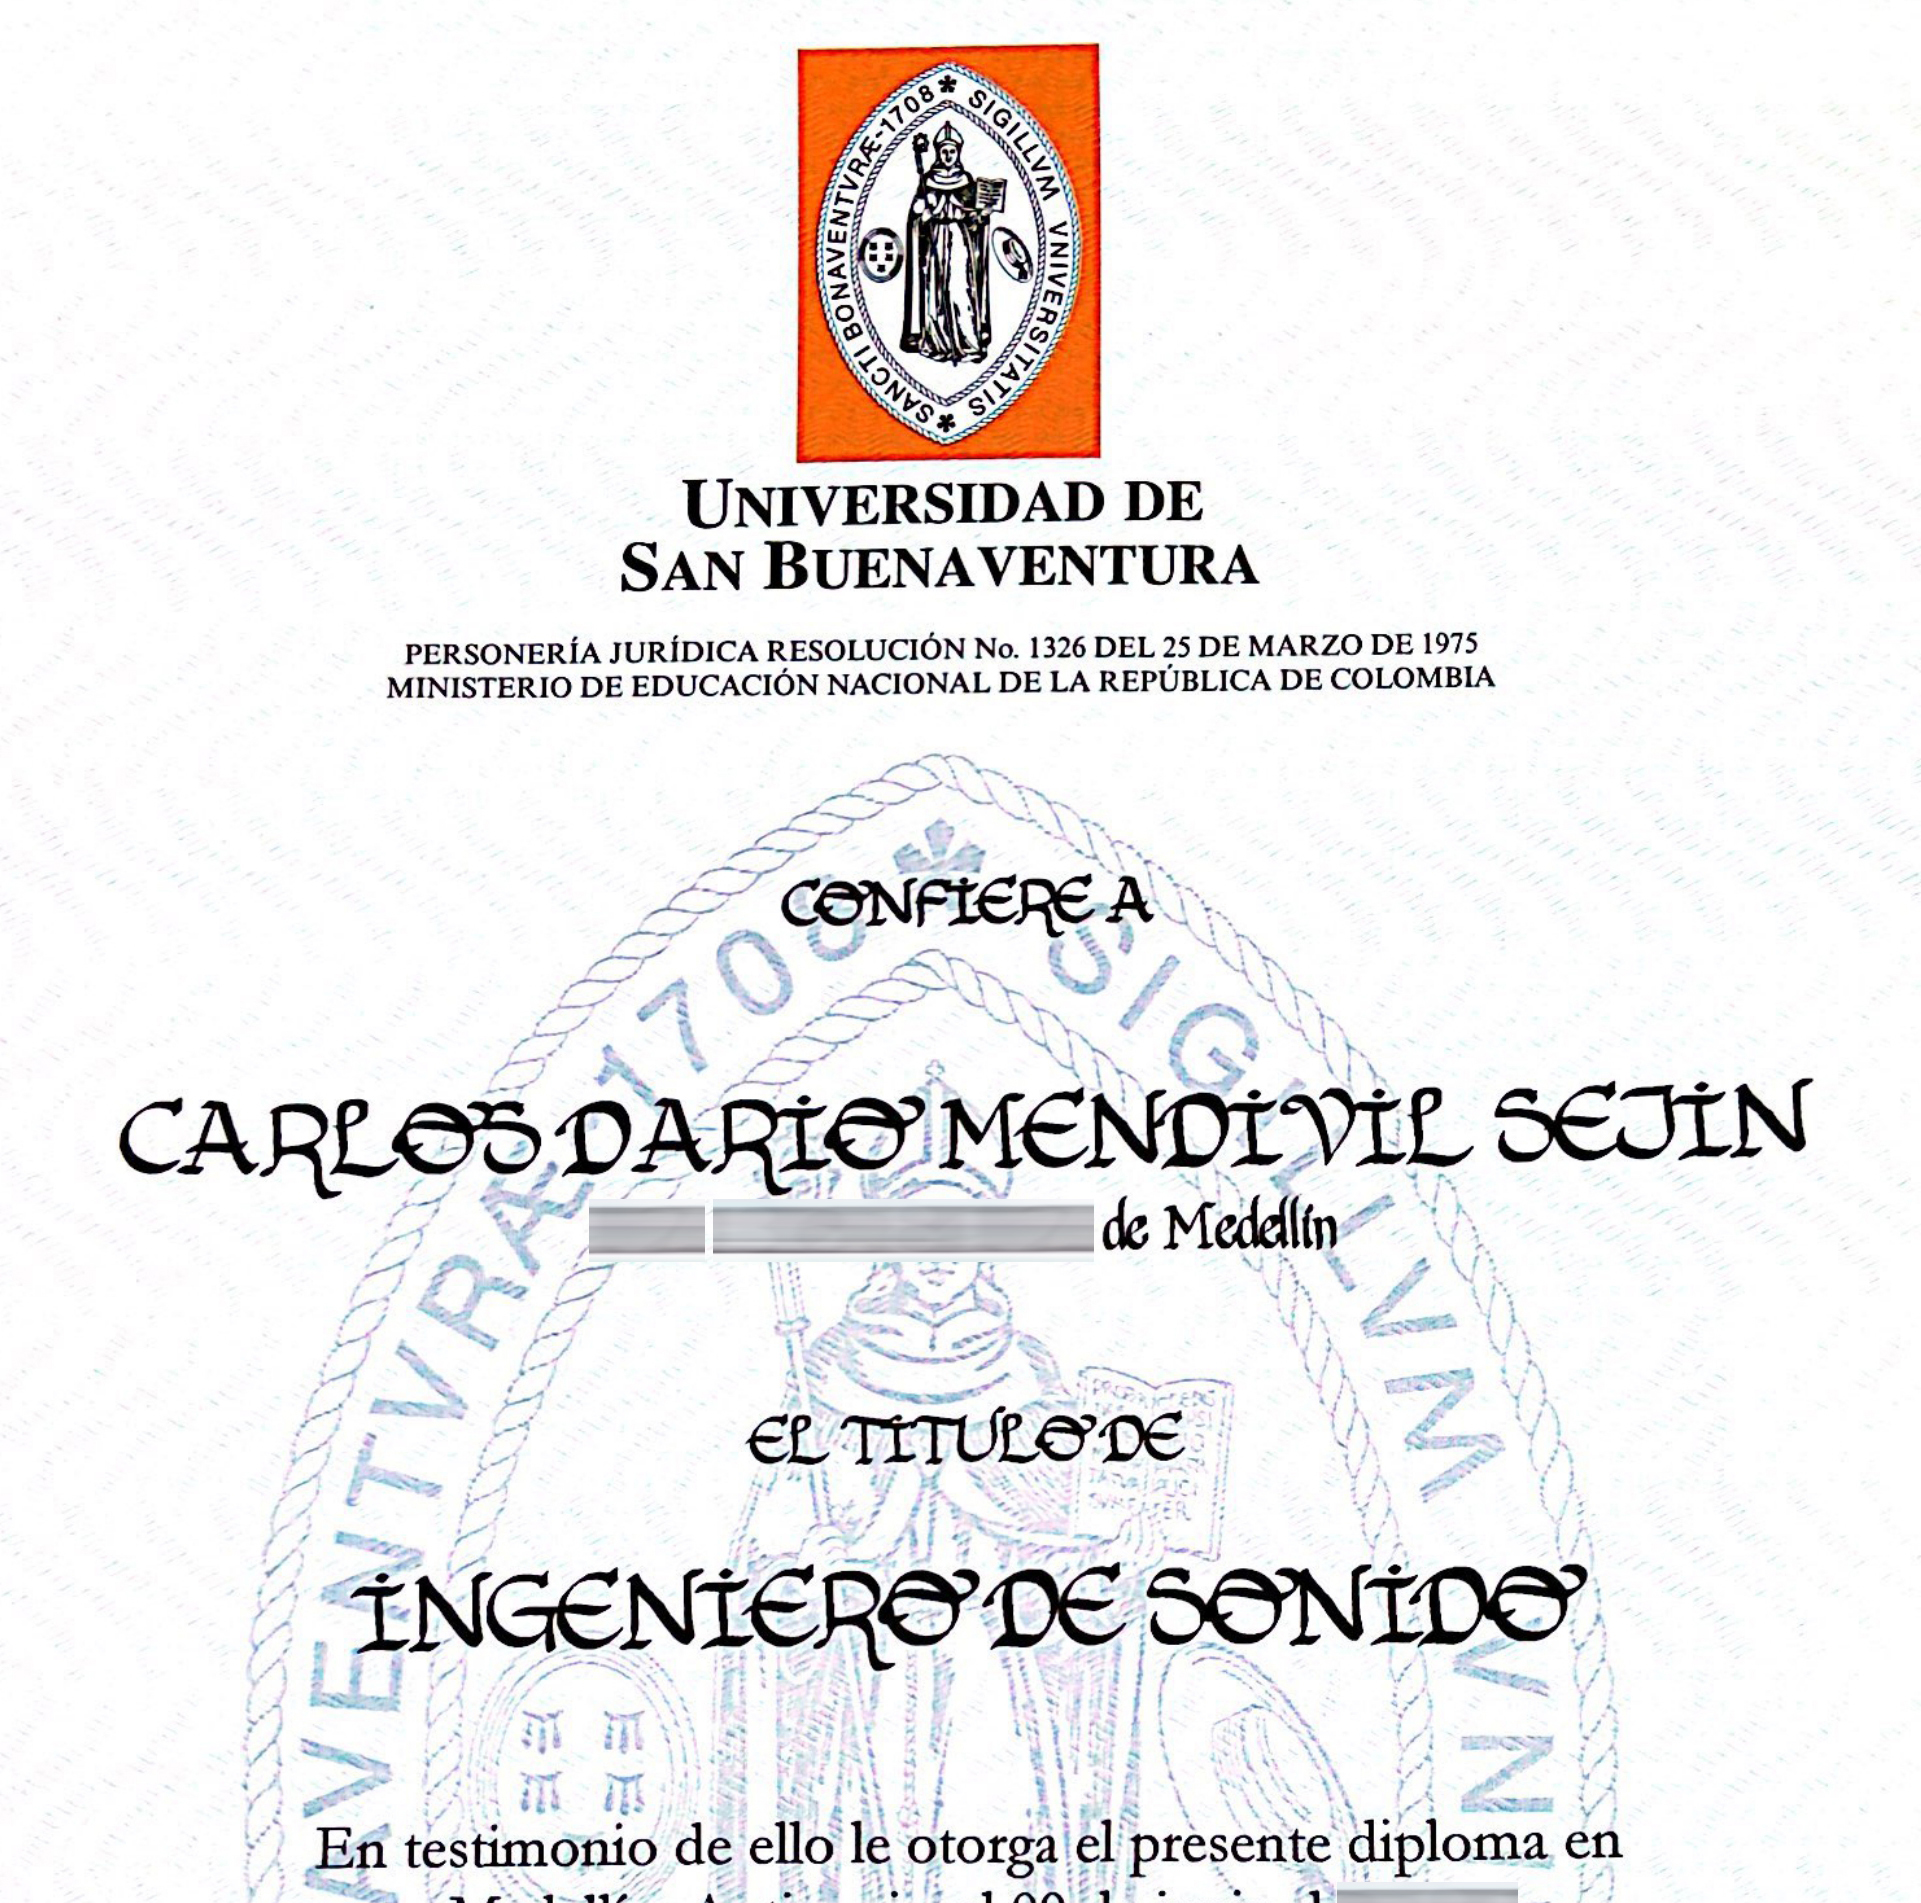 SIGILLVM VNIVERSITATIS
SANCTI BONAVENTVRÆ-1708
UNIVERSIDAD DE
SAN BUENAVENTURA
PERSONERÍA JURÍDICA RESOLUCIÓN No. 1326 DEL 25 DE MARZO DE 1975
MINISTERIO DE EDUCACIÓN NACIONAL DE LA REPÚBLICA DE COLOMBIA
CONFIERE A
CARLOS DARIO MENDIVIL SEJIN
de Medellín
EL TITULO DE
INGENIERO DE SONIDO
En testimonio de ello le otorga el presente diploma en